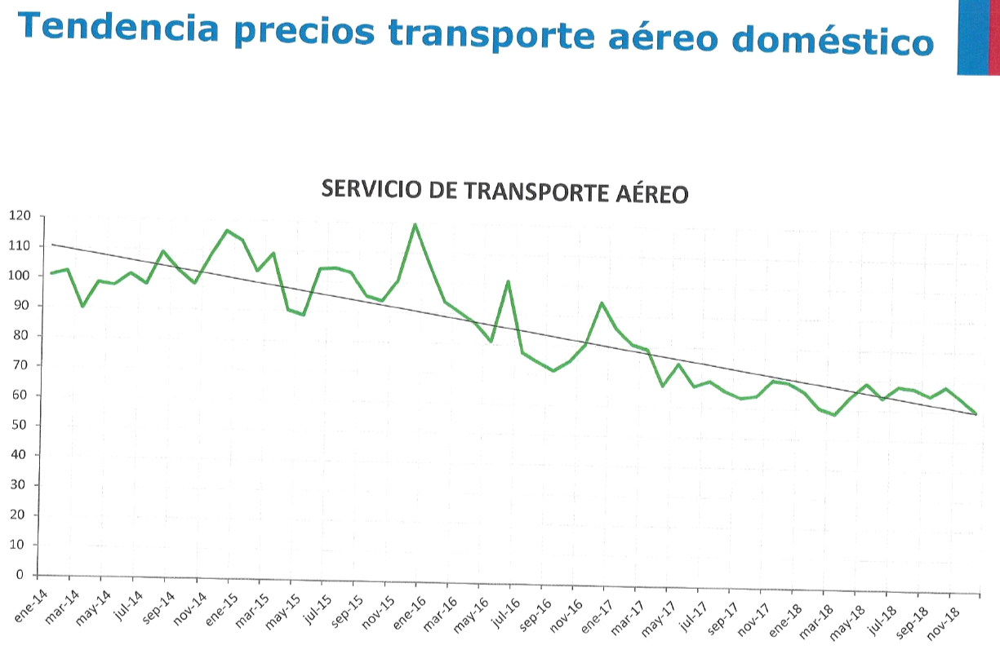 Tendencia precios transporte aéreo doméstico
SERVICIO DE TRANSPORTE AÉREO
120
110
100
90
80
70
60
50
40
30
20
10
0
ene-14
mar-14
may-14
jul-14
sep-14
nov-14
ene-15
mar-15
may-15
jul-15
sep-15
nov-15
ene-16
mar-16
may-16
jul-16
sep-16
nov-16
ene-17
mar-17
may-17
jul-17
sep-17
nov-17
ene-18
mar-18
may-18
jul-18
sep-18
nov-18